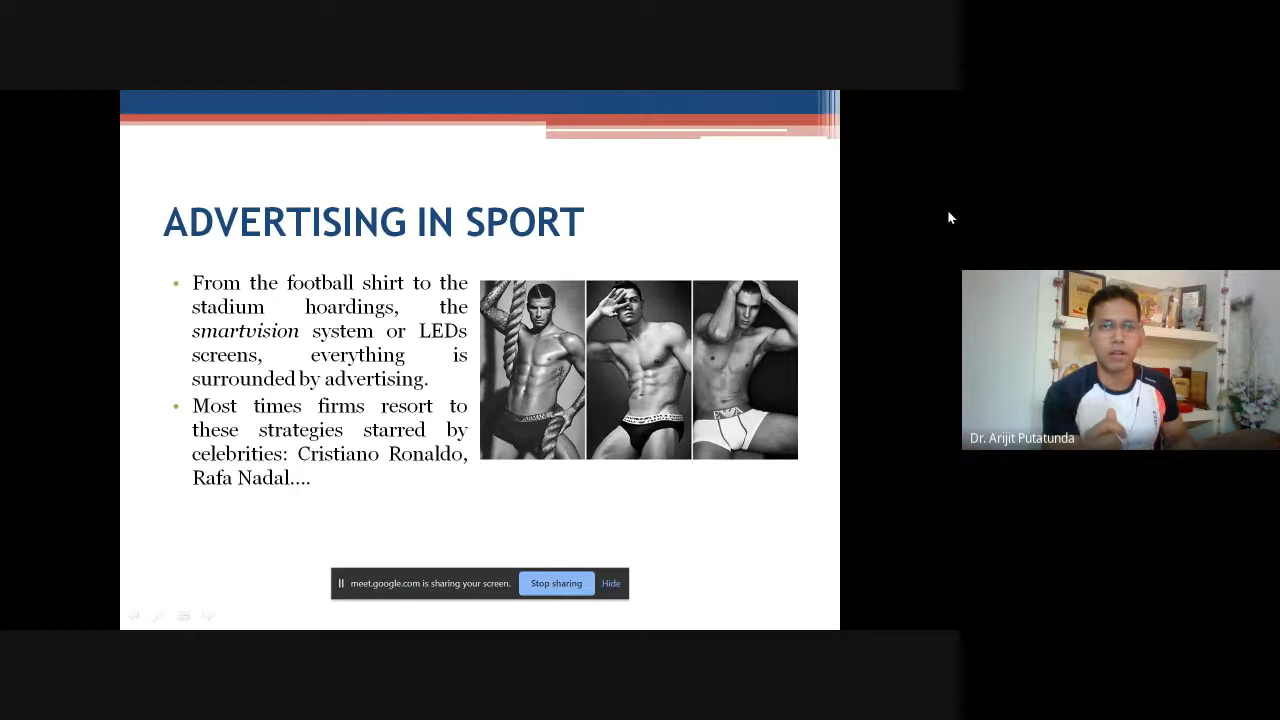 ADVERTISING IN SPORT
• From the football shirt to the
stadium hoardings, the
smartvision system or LEDs
screens, everything is
surrounded by advertising.
• Most times firms resort to
these strategies starred by
celebrities: Cristiano Ronaldo,
Rafa Nadal....
meet.google.com is sharing your screen. Stop sharing Hide
Dr. Arijit Putatunda